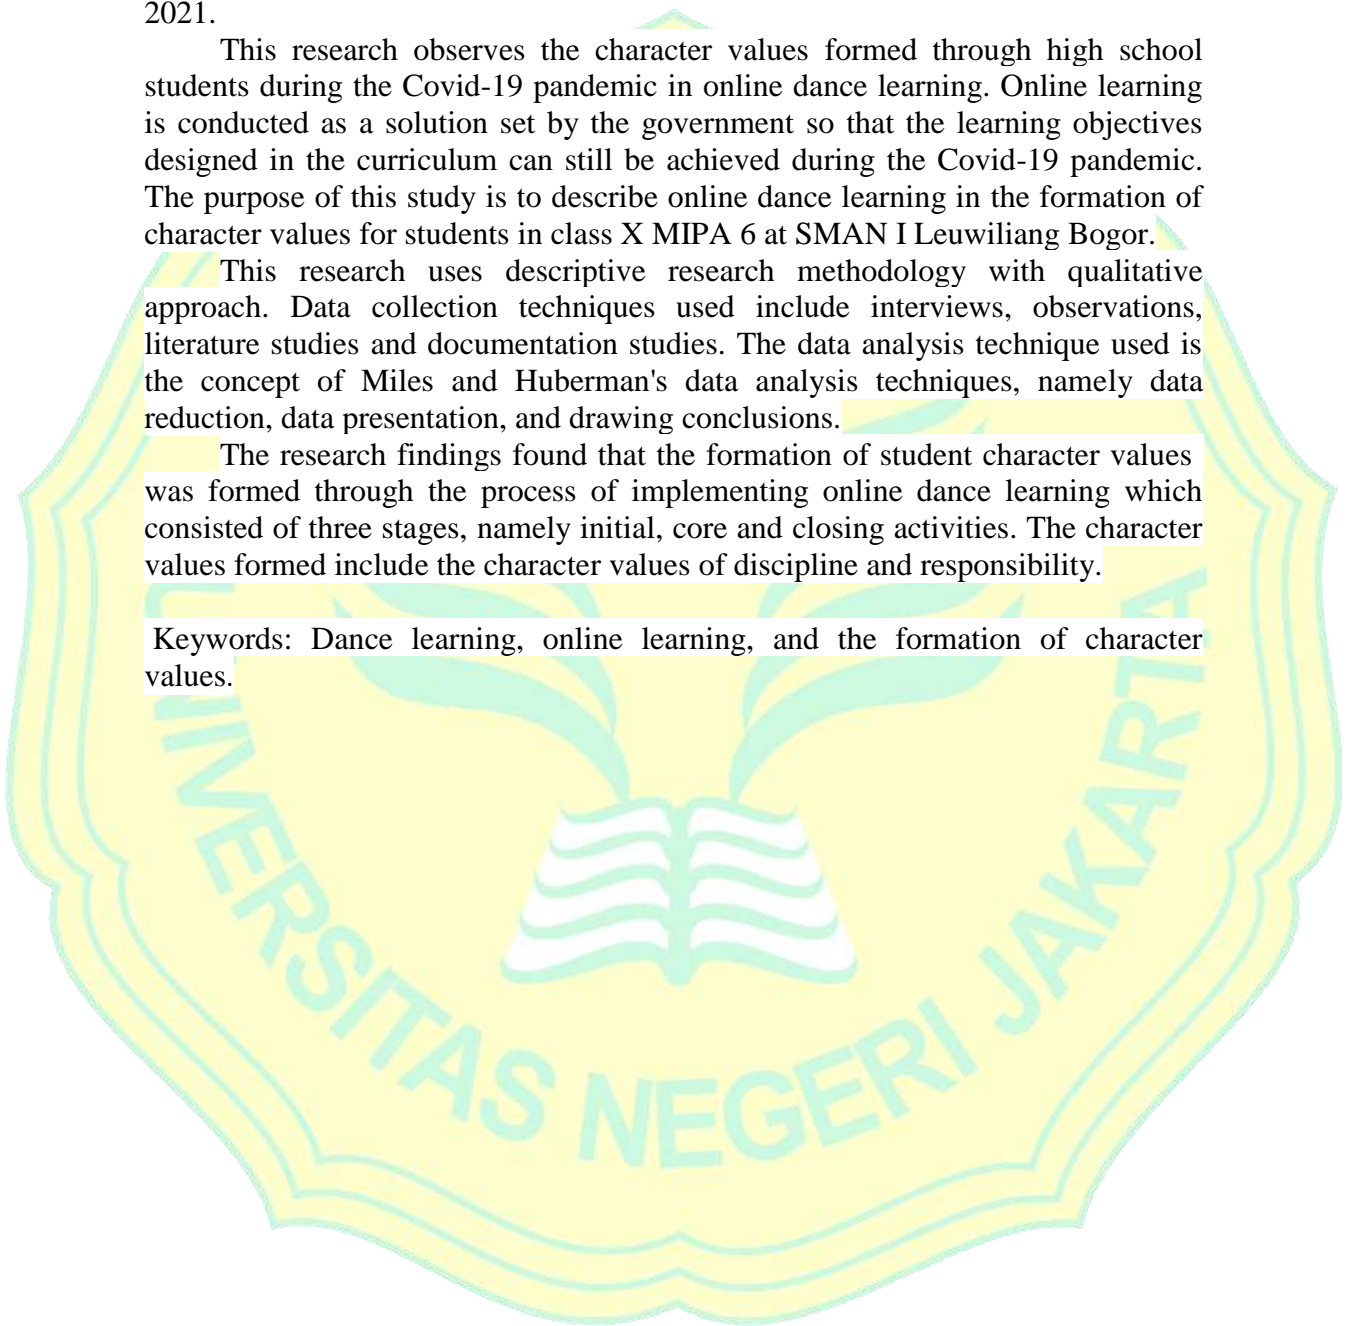 2021.
This research observes the character values formed through high school
students during the Covid-19 pandemic in online dance learning. Online learning
is conducted as a solution set by the government so that the learning objectives
designed in the curriculum can still be achieved during the Covid-19 pandemic.
The purpose of this study is to describe online dance learning in the formation of
character values for students in class X MIPA 6 at SMAN I Leuwiliang Bogor.
This research uses descriptive research methodology with qualitative
approach. Data collection techniques used include interviews, observations,
literature studies and documentation studies. The data analysis technique used is
the concept of Miles and Huberman's data analysis techniques, namely data
reduction, data presentation, and drawing conclusions.
The research findings found that the formation of student character values
was formed through the process of implementing online dance learning which
consisted of three stages, namely initial, core and closing activities. The character
values formed include the character values of discipline and responsibility.
Keywords: Dance learning, online learning, and the formation of character
values.
UNIVERSITAS NEGERI JAKARTA